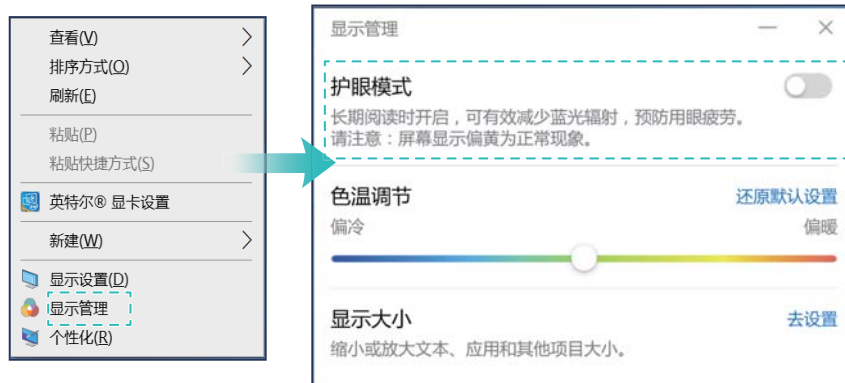 查看(V)
排序方式(O)
刷新(E)
粘贴(P)
粘贴快捷方式(S)
英特尔® 显卡设置
新建(W)
显示设置(D)
显示管理
个性化(R)
显示管理
护眼模式
长期阅读时开启，可有效减少蓝光辐射，预防用眼疲劳。
请注意：屏幕显示偏黄为正常现象。
色温调节 还原默认设置
偏冷 偏暖
显示大小 去设置
缩小或放大文本、应用和其他项目大小。